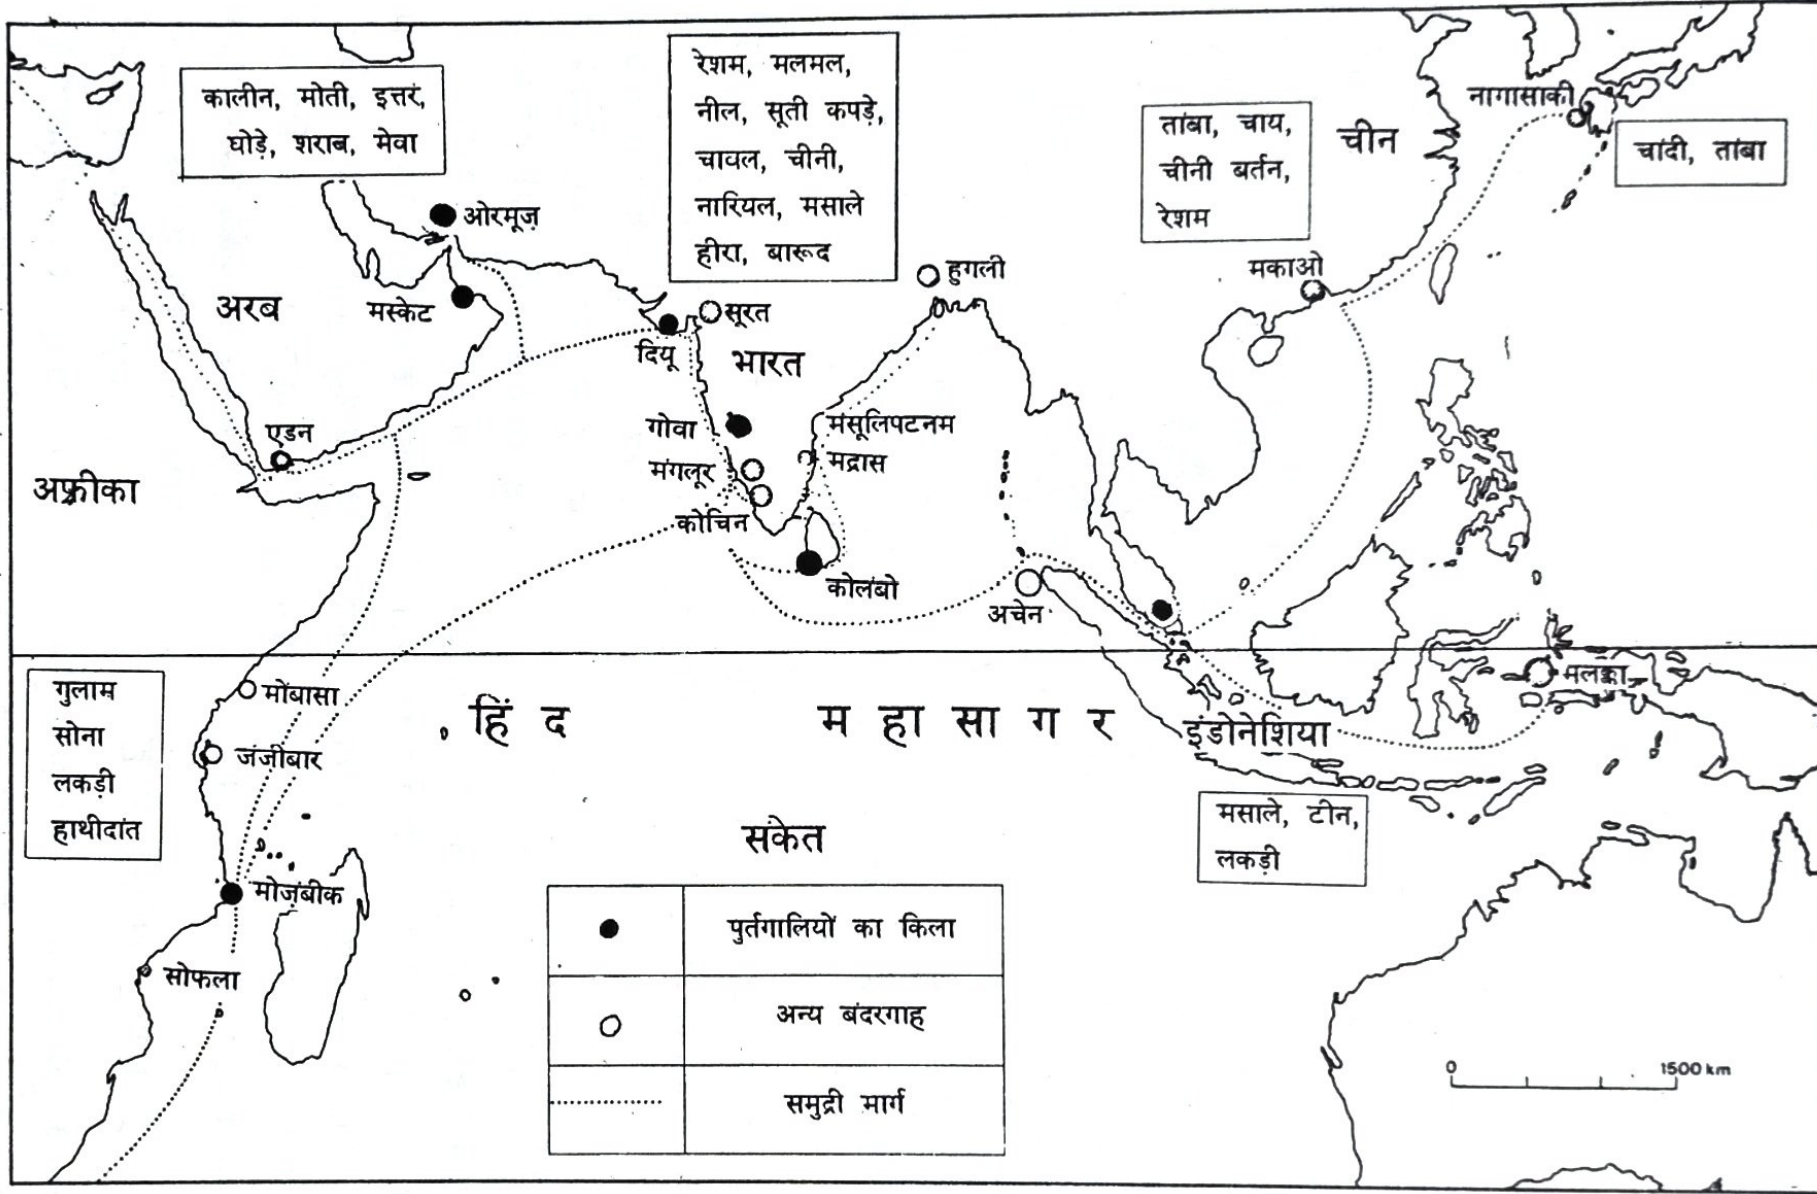 कालीन, मोती, इत्तर,
घोड़े, शराब, मेवा
रेशम, मलमल,
नील, सूती कपड़े,
चावल, चीनी,
नारियल, मसाले
हीरा, बारूद
तांबा, चाय,
चीनी बर्तन,
रेशम
चीन
नागासाकी
चांदी, तांबा
ओरमूज़
मस्केट
अरब
हुगली
मकाओ
सूरत
दियू
भारत
एडन
गोवा
मंसूलिपटनम
मंगलूर
मद्रास
अफ्रीका
कोचिन
कोलंबो
अचेन
गुलाम
सोना
लकड़ी
हाथीदांत
मोंबासा
जंजीबार
मलक्का
हिंद महासागर
इंडोनेशिया
मसाले, टीन,
लकड़ी
मोज़ंबीक
सोफला
संकेत
पुर्तगालियों का किला
अन्य बंदरगाह
समुद्री मार्ग
0 1500 km